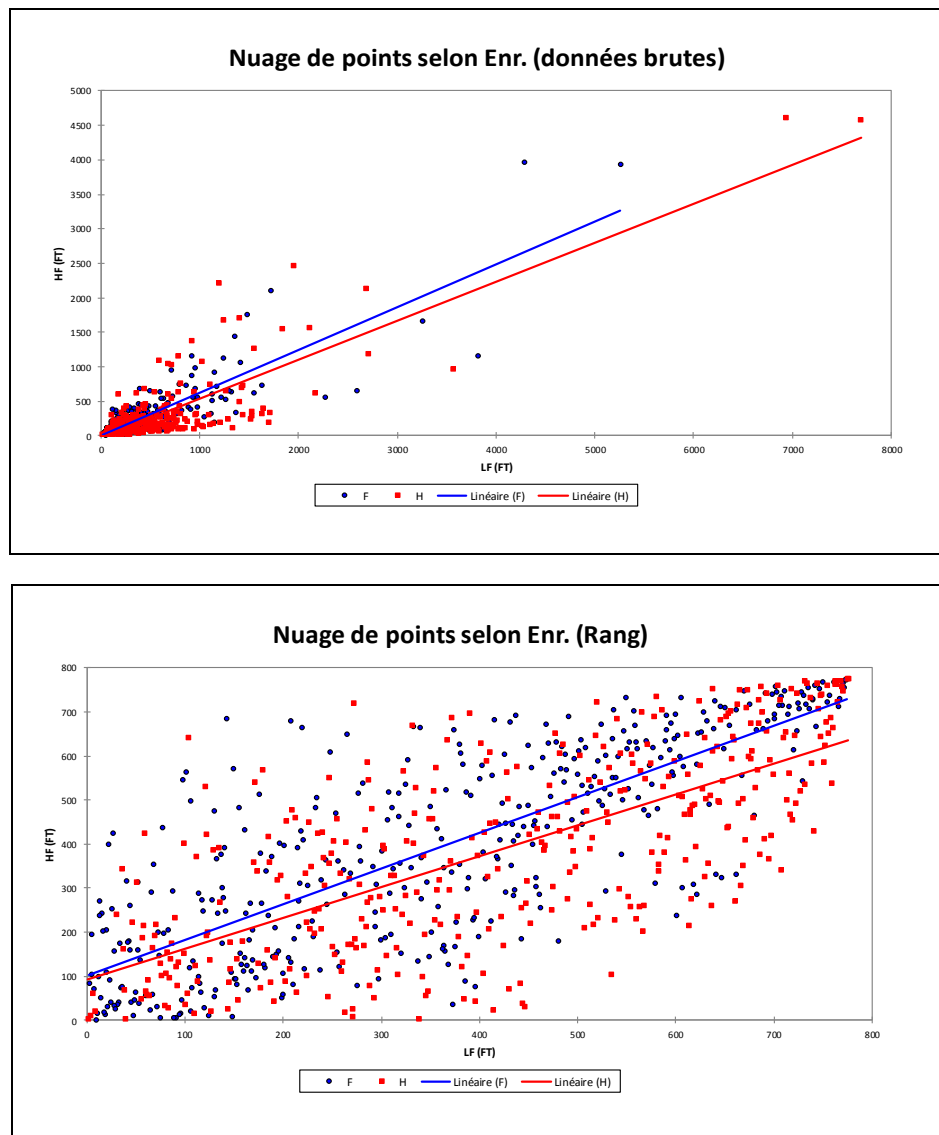 Nuage de points selon Enr. (données brutes)
5000
4500
4000
3500
3000
2500
2000
1500
1000
500
0
HF (FT)
0 1000 2000 3000 4000 5000 6000 7000 8000
LF (FT)
F H Linéaire (F) Linéaire (H)
Nuage de points selon Enr. (Rang)
800
700
600
500
400
300
200
100
0
HF (FT)
0 100 200 300 400 500 600 700 800
LF (FT)
F H Linéaire (F) Linéaire (H)